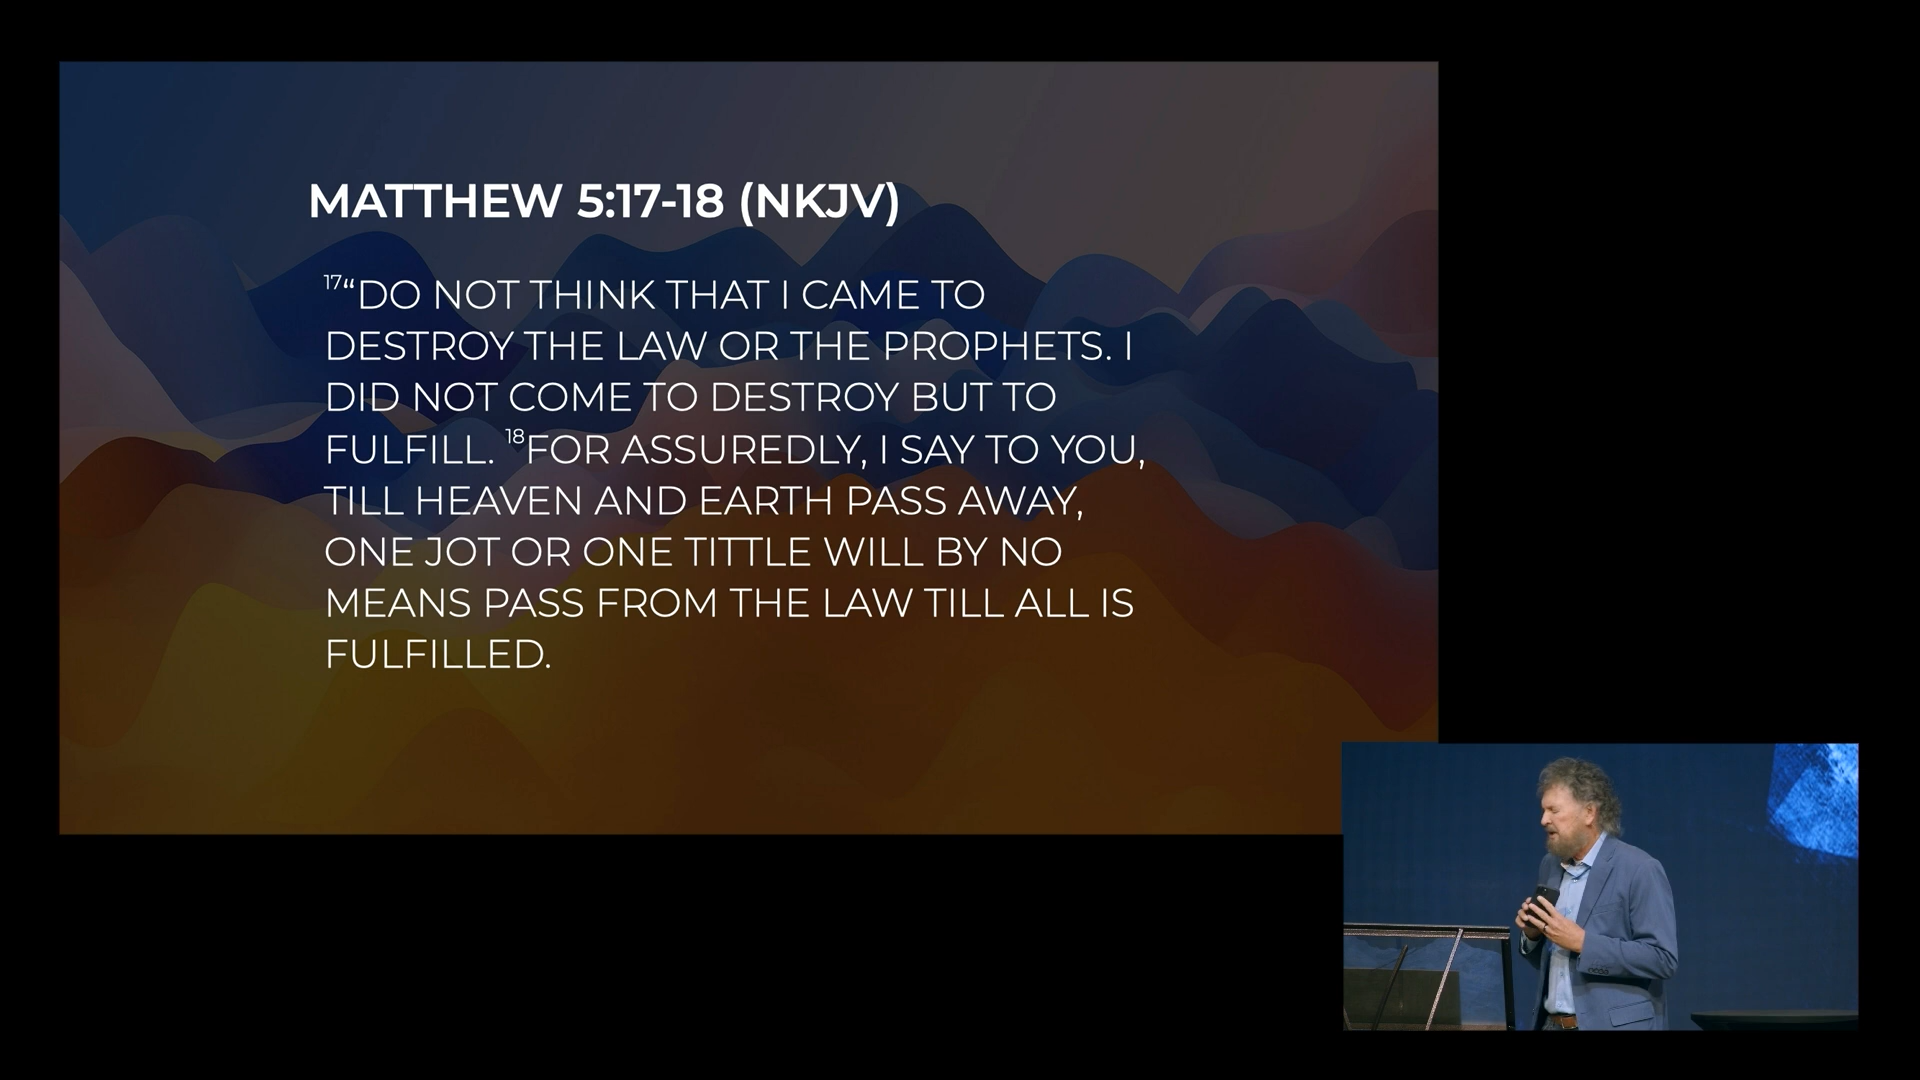 MATTHEW 5:17-18 (NKJV)
17“DO NOT THINK THAT I CAME TO
DESTROY THE LAW OR THE PROPHETS. I
DID NOT COME TO DESTROY BUT TO
FULFILL. 18FOR ASSUREDLY, I SAY TO YOU,
TILL HEAVEN AND EARTH PASS AWAY,
ONE JOT OR ONE TITTLE WILL BY NO
MEANS PASS FROM THE LAW TILL ALL IS
FULFILLED.